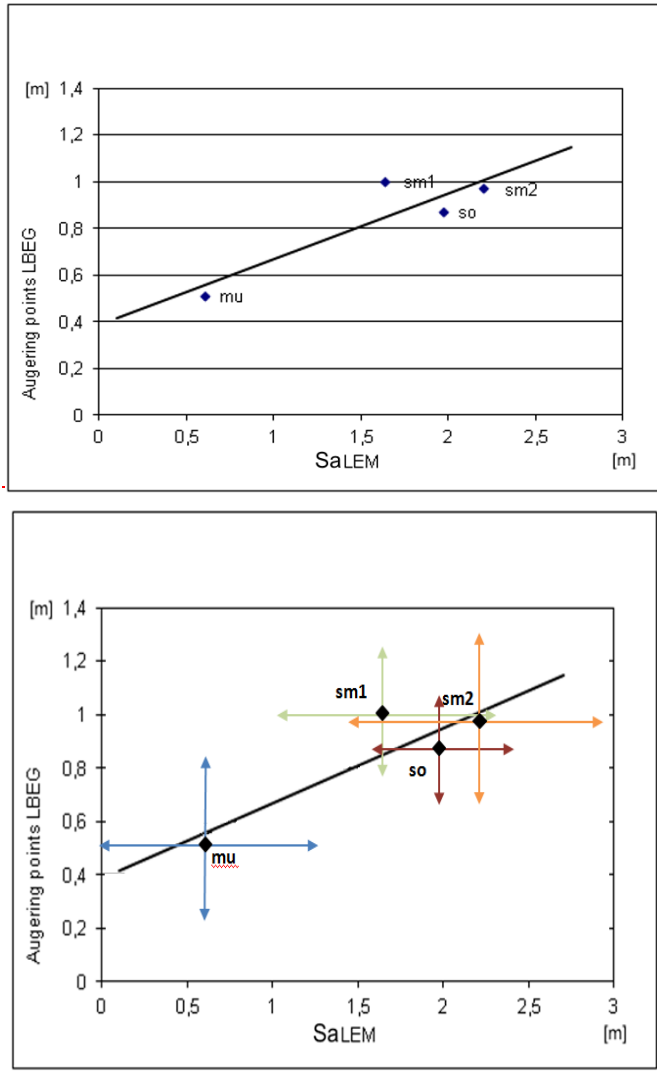 [m]
1,4
1,2
1
0,8
0,6
0,4
0,2
0
Augering points LBEG
sm1
sm2
so
mu
0 0,5 1 1,5 2 2,5 3
SaLEM
[m]
[m]
1,4
1,2
1
0,8
0,6
0,4
0,2
0
Augering points LBEG
sm1
sm2
so
mu
0 0,5 1 1,5 2 2,5 3
SaLEM
[m]